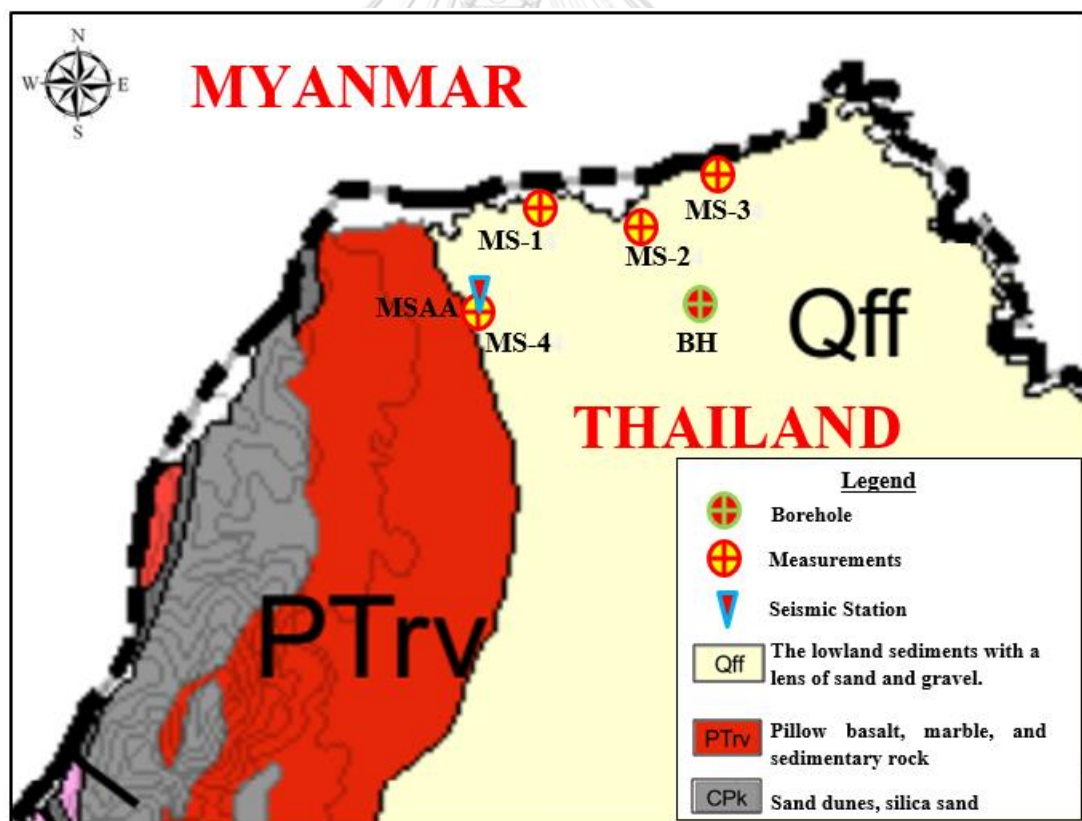 N
W E
S
MYANMAR
MS-3
MS-1
MS-2
MSAA
MS-4
BH
Qff
THAILAND
PTrv
Legend
Borehole
Measurements
Seismic Station
Qff
The lowland sediments with a
lens of sand and gravel.
PTrv
Pillow basalt, marble, and
sedimentary rock
CPk
Sand dunes, silica sand